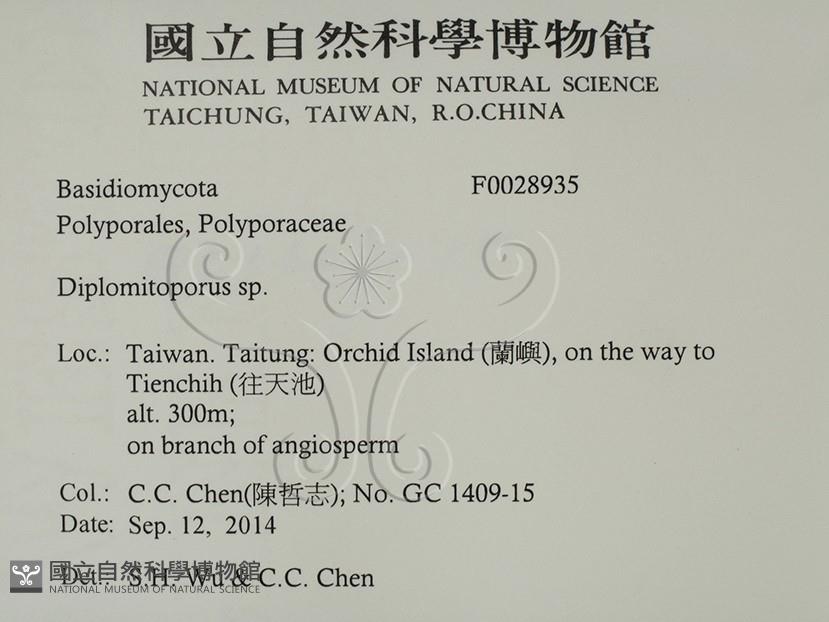 國立自然科學博物館
NATIONAL MUSEUM OF NATURAL SCIENCE
TAICHUNG, TAIWAN, R.O.CHINA
Basidiomycota F0028935
Polyporales, Polyporaceae
Diplomitoporus sp.
Loc.: Taiwan. Taitung: Orchid Island (蘭嶼), on the way to
Tienchih (往天池)
alt. 300m;
on branch of angiosperm
Col.: C.C. Chen(陳哲志); No. GC 1409-15
Date: Sep. 12, 2014
Det.: S.H. Wu & C.C. Chen
國立自然科學博物館
NATIONAL MUSEUM OF NATURAL SCIENCE